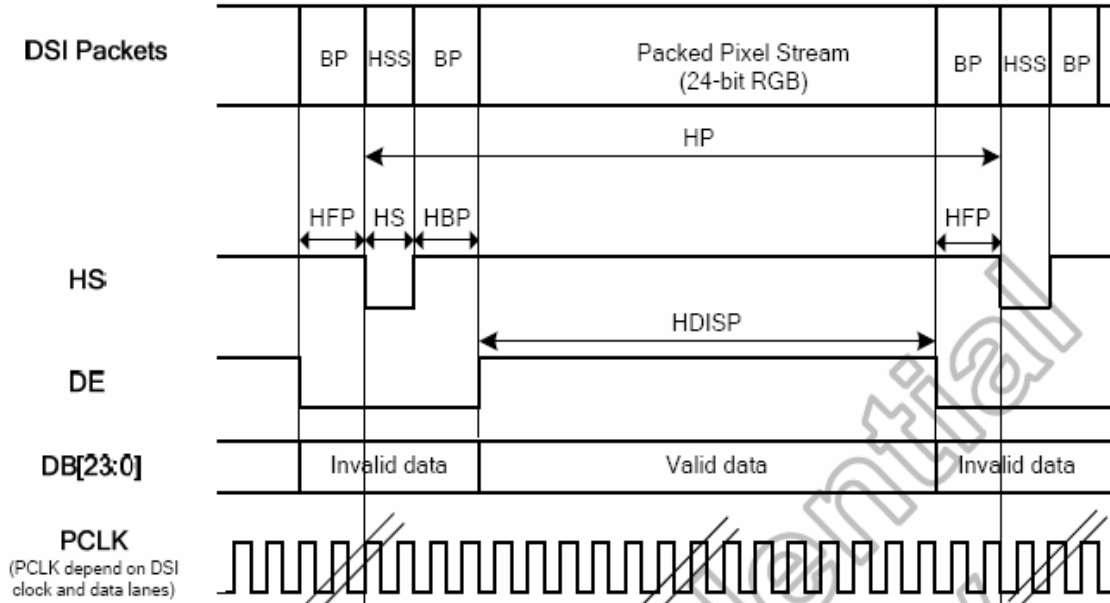 DSI Packets
BP HSS BP Packed Pixel Stream BP HSS BP
(24-bit RGB)
HP
HFP HS HBP HFP
HS
HDISP
DE
DB[23:0]
Invalid data Valid data Invalid data
PCLK
(PCLK depend on DSI
clock and data lanes)